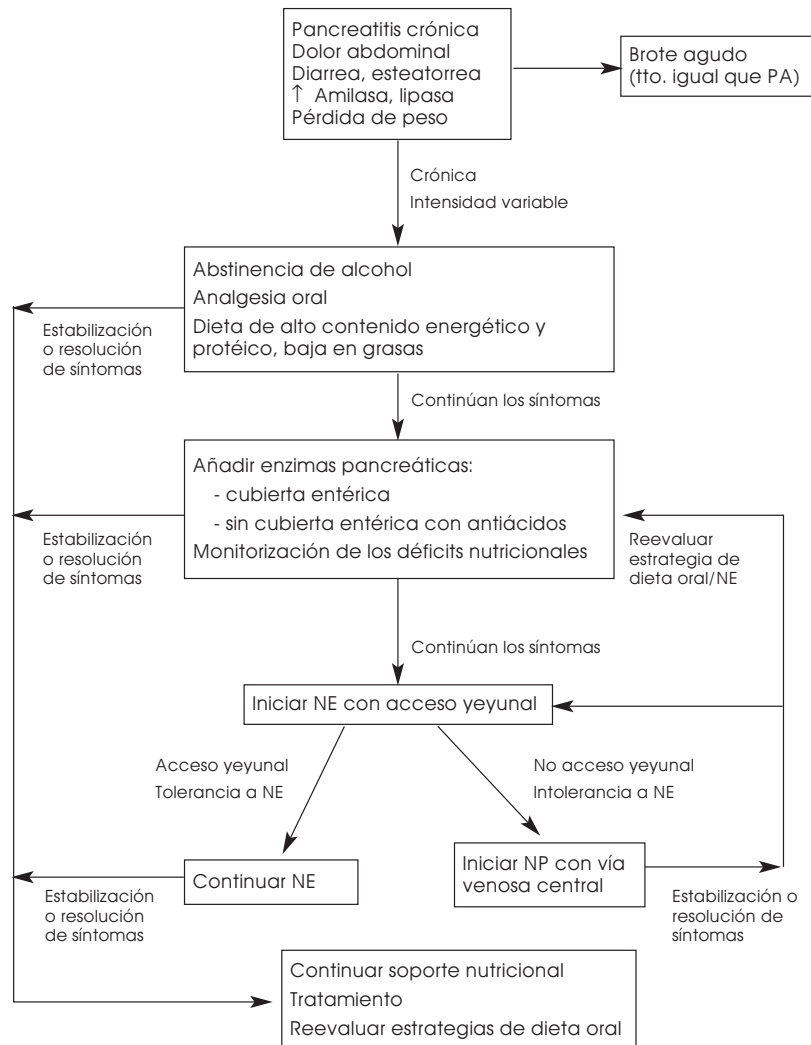 Pancreatitis crónica
Dolor abdominal
Diarrea, esteatorrea
↑ Amilasa, lipasa
Pérdida de peso
Brote agudo
(tto. igual que PA)
Crónica
Intensidad variable
Abstinencia de alcohol
Analgesia oral
Dieta de alto contenido energético y
protéico, baja en grasas
Estabilización
o resolución
de síntomas
Continúan los síntomas
Añadir enzimas pancreáticas:
- cubierta entérica
- sin cubierta entérica con antiácidos
Monitorización de los déficits nutricionales
Estabilización
o resolución
de síntomas
Reevaluar
estrategia de
dieta oral/NE
Continúan los síntomas
Iniciar NE con acceso yeyunal
Acceso yeyunal
Tolerancia a NE
No acceso yeyunal
Intolerancia a NE
Continuar NE
Iniciar NP con vía
venosa central
Estabilización
o resolución
de síntomas
Estabilización o
resolución de
síntomas
Continuar soporte nutricional
Tratamiento
Reevaluar estrategias de dieta oral